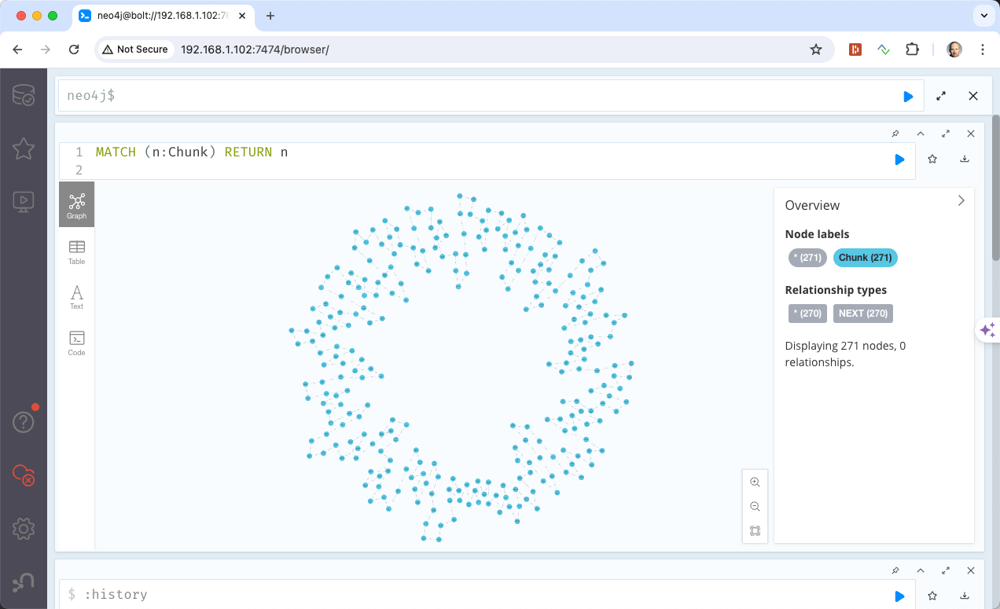 neo4j@bolt://192.168.1.102:76
Not Secure
192.168.1.102:7474/browser/
neo4j$
1 MATCH (n:Chunk) RETURN n
2
Graph
Table
Text
Code
Overview
Node labels
* (271) Chunk (271)
Relationship types
* (270) NEXT (270)
Displaying 271 nodes, 0
relationships.
$ :history